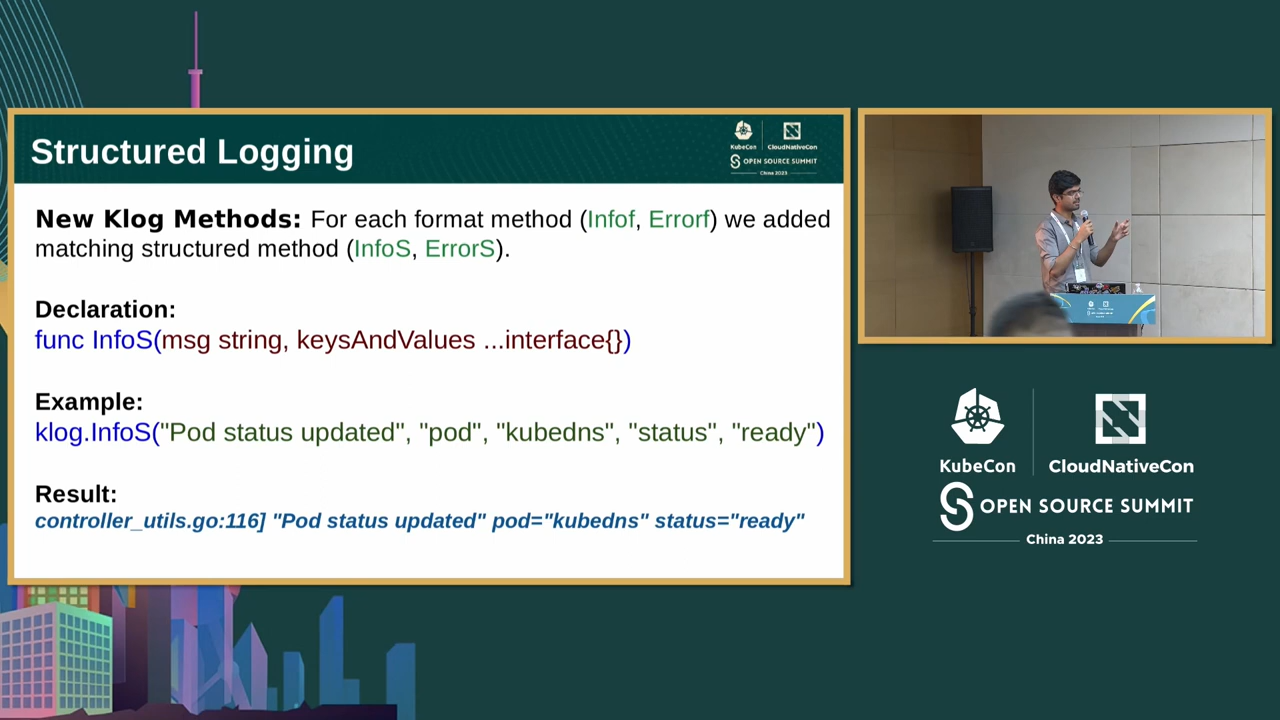 Structured Logging
KubeCon
CloudNativeCon
OPEN SOURCE SUMMIT
China 2023
New Klog Methods: For each format method (Infof, Errorf) we added
matching structured method (InfoS, ErrorS).
Declaration:
func InfoS(msg string, keysAndValues ...interface{})
Example:
klog.InfoS("Pod status updated", "pod", "kubedns", "status", "ready")
Result:
controller_utils.go:116] "Pod status updated" pod="kubedns" status="ready"
KubeCon
CloudNativeCon
OPEN SOURCE SUMMIT
China 2023